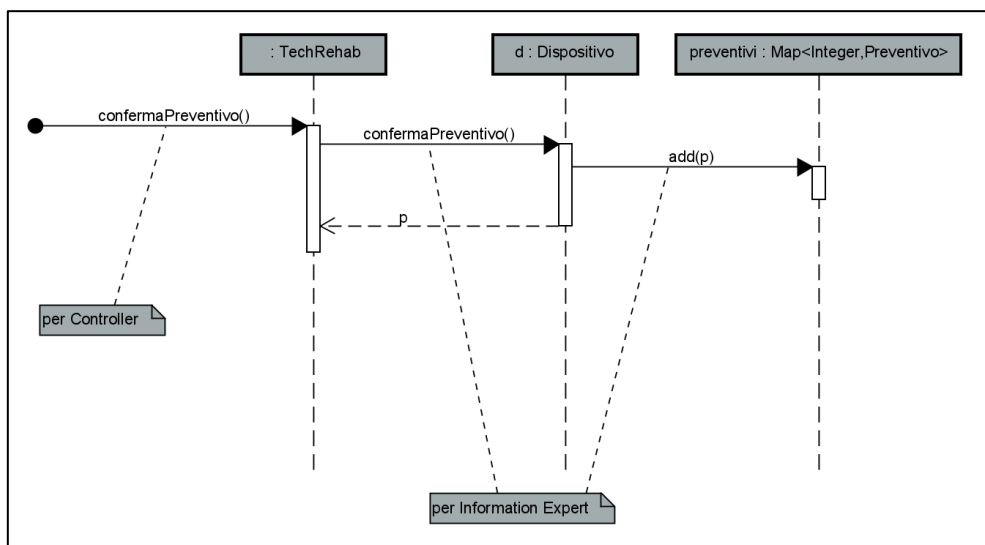 : TechRehab
d : Dispositivo
preventivi : Map<Integer,Preventivo>
confermaPreventivo()
confermaPreventivo()
add(p)
p
per Controller
per Information Expert